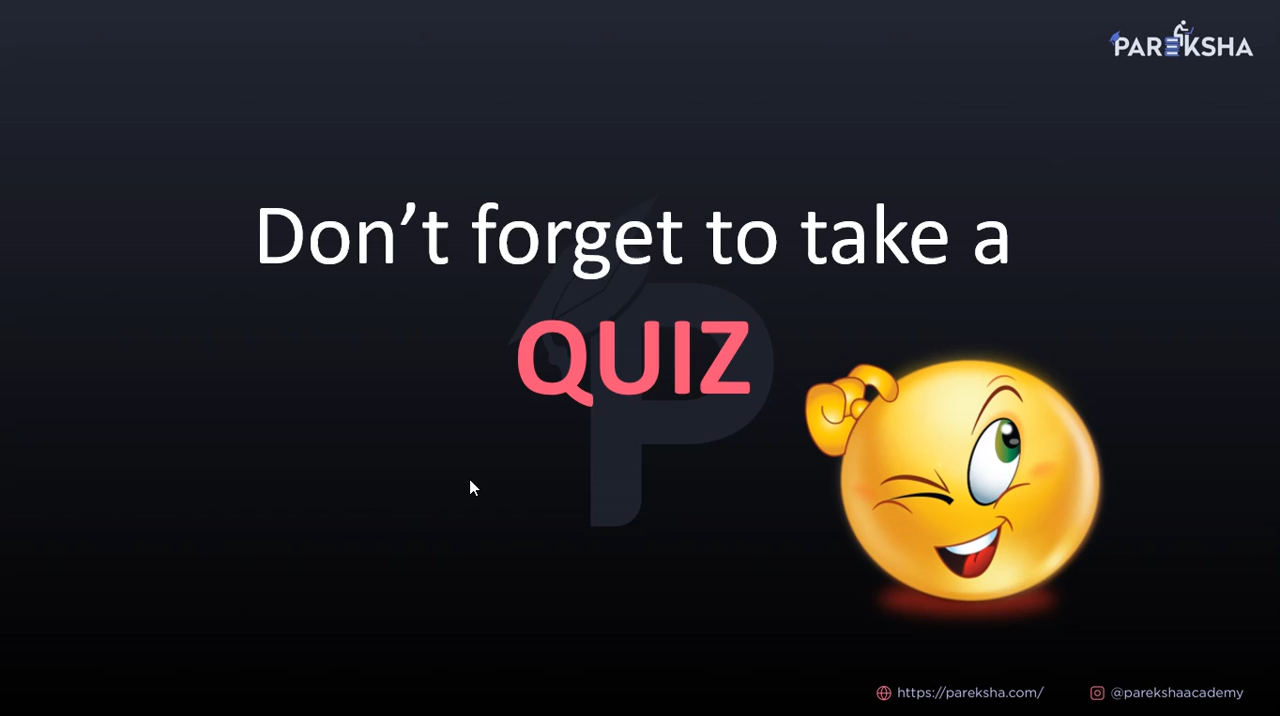 PAREKSHA
Don’t forget to take a
QUIZ
https://pareksha.com/
@parekshaacademy